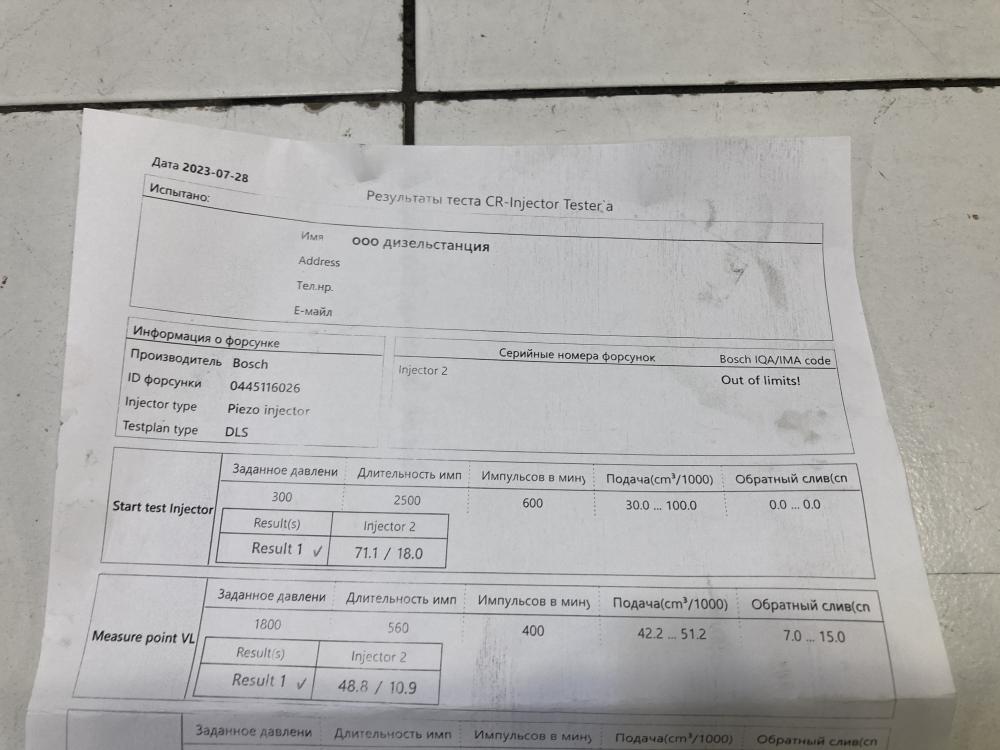 Дата 2023-07-28
Результаты теста CR-Injector Tester'a
Испытано:
Имя ооо дизельстанция
Address
Тел.нр.
Е-майл
Информация о форсунке
Производитель Bosch
ID форсунки 0445116026
Injector type Piezo injector
Testplan type DLS
Серийные номера форсунок Bosch IQA/IMA code
Injector 2 Out of limits!
Start test Injector
Заданное давлени Длительность имп Импульсов в мину Подача(cm³/1000) Обратный слив(сп
300 2500 600 30.0 ... 100.0 0.0 ... 0.0
Result(s) Injector 2
Result 1 ✓ 71.1 / 18.0
Measure point VL
Заданное давлени Длительность имп Импульсов в мину Подача(cm³/1000) Обратный слив(сп
1800 560 400 42.2 ... 51.2 7.0 ... 15.0
Result(s) Injector 2
Result 1 ✓ 48.8 / 10.9
Заданное давлени Длительность имп Импульсов в мину Подача(cm³/1000) Обратный слив(сп